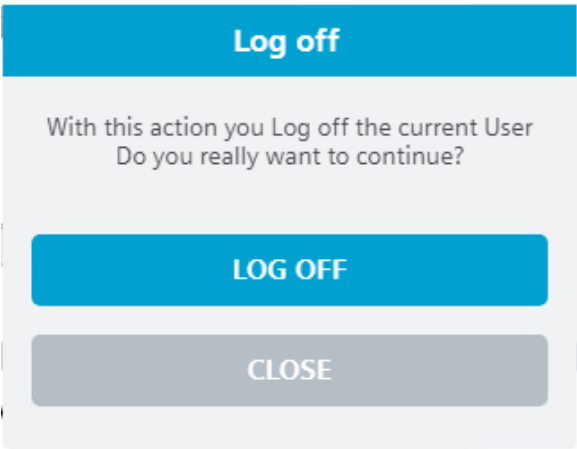 Log off
With this action you Log off the current User
Do you really want to continue?
LOG OFF
CLOSE